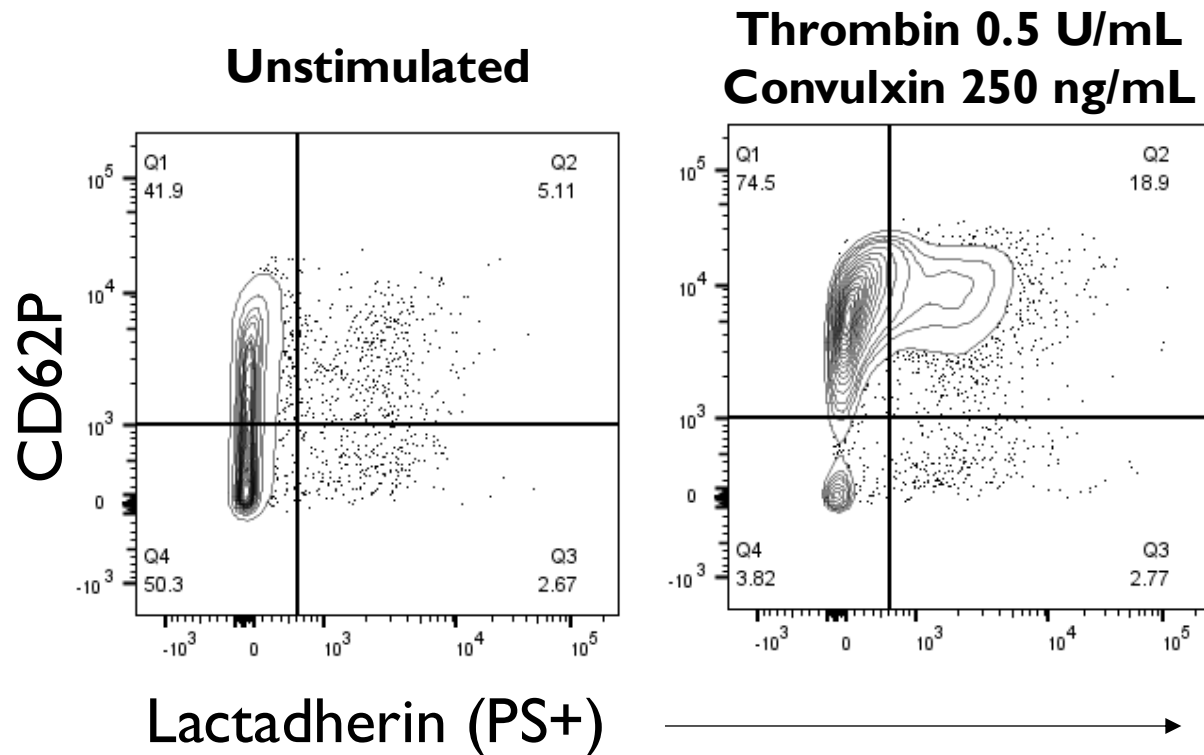 Unstimulated
Thrombin 0.5 U/mL
Convulxin 250 ng/mL
CD62P
Q1
41.9
Q2
5.11
Q4
50.3
Q3
2.67
10^5
10^4
10^3
0
-10^3
-10^3 0 10^3 10^4 10^5
Q1
74.5
Q2
18.9
Q4
3.82
Q3
2.77
10^5
10^4
10^3
0
-10^3
-10^3 0 10^3 10^4 10^5
Lactadherin (PS+)